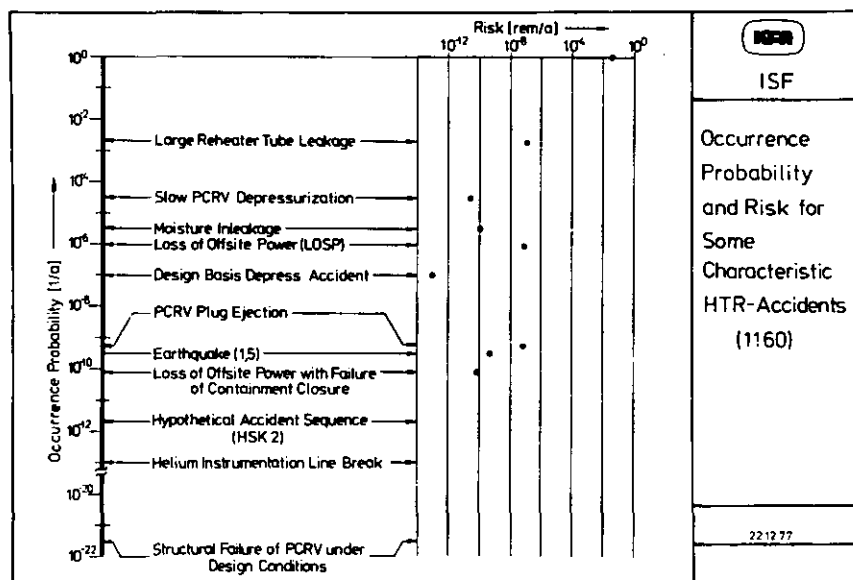 Risk [rem/a]
10⁻¹² 10⁻⁸ 10⁻⁴ 10⁰
10⁰
10⁻²
Large Reheater Tube Leakage
10⁻⁴
Slow PCRV Depressurization
Moisture Inleakage
10⁻⁶
Loss of Offsite Power (LOSP)
Design Basis Depress Accident
10⁻⁸
PCRV Plug Ejection
Earthquake (1,5)
10⁻¹⁰
Loss of Offsite Power with Failure
of Containment Closure
Hypothetical Accident Sequence
10⁻¹²
(HSK 2)
Helium Instrumentation Line Break
10⁻²⁰
Structural Failure of PCRV under
10⁻²²
Design Conditions
Occurrence Probability [1/a]
KFA
ISF
Occurrence
Probability
and Risk for
Some
Characteristic
HTR-Accidents
(1160)
22 12 77